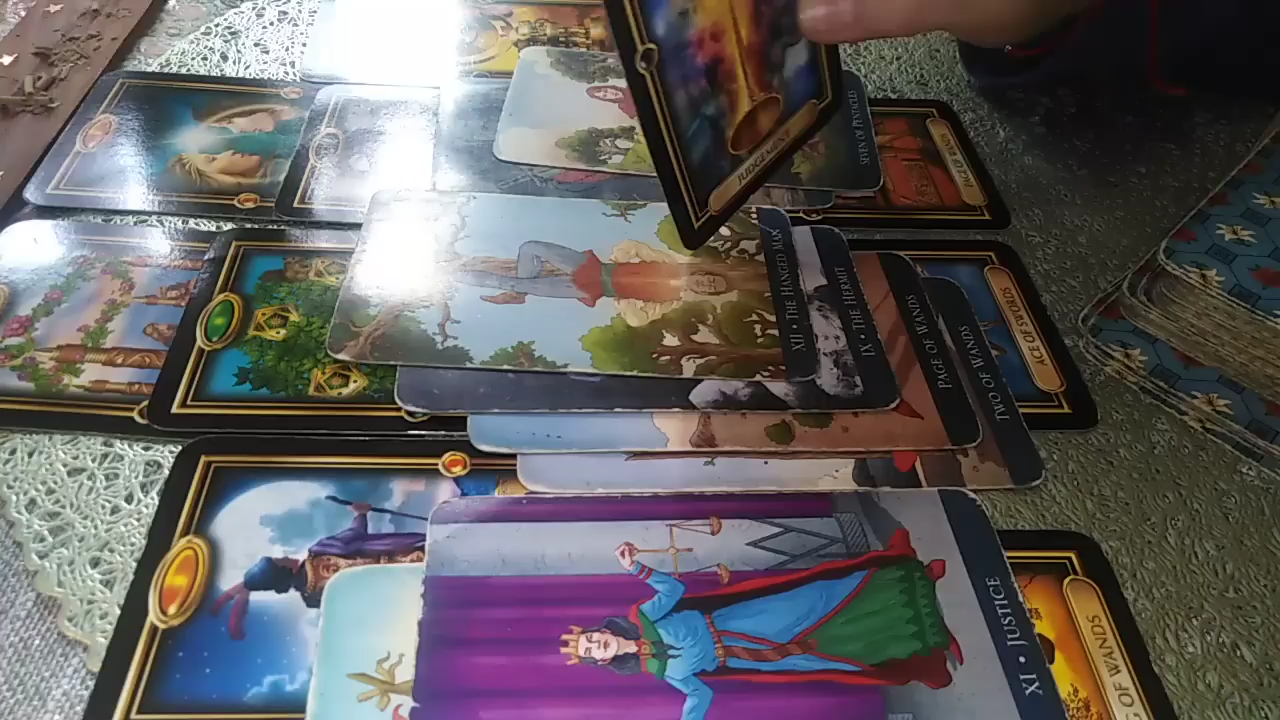 JUDGEMENT
SEVEN OF PENTACLES
PAGE OF WANDS
XII • THE HANGED MAN
IX • THE HERMIT
PAGE OF WANDS
TWO OF WANDS
ACE OF SWORDS
XI • JUSTICE
OF WANDS